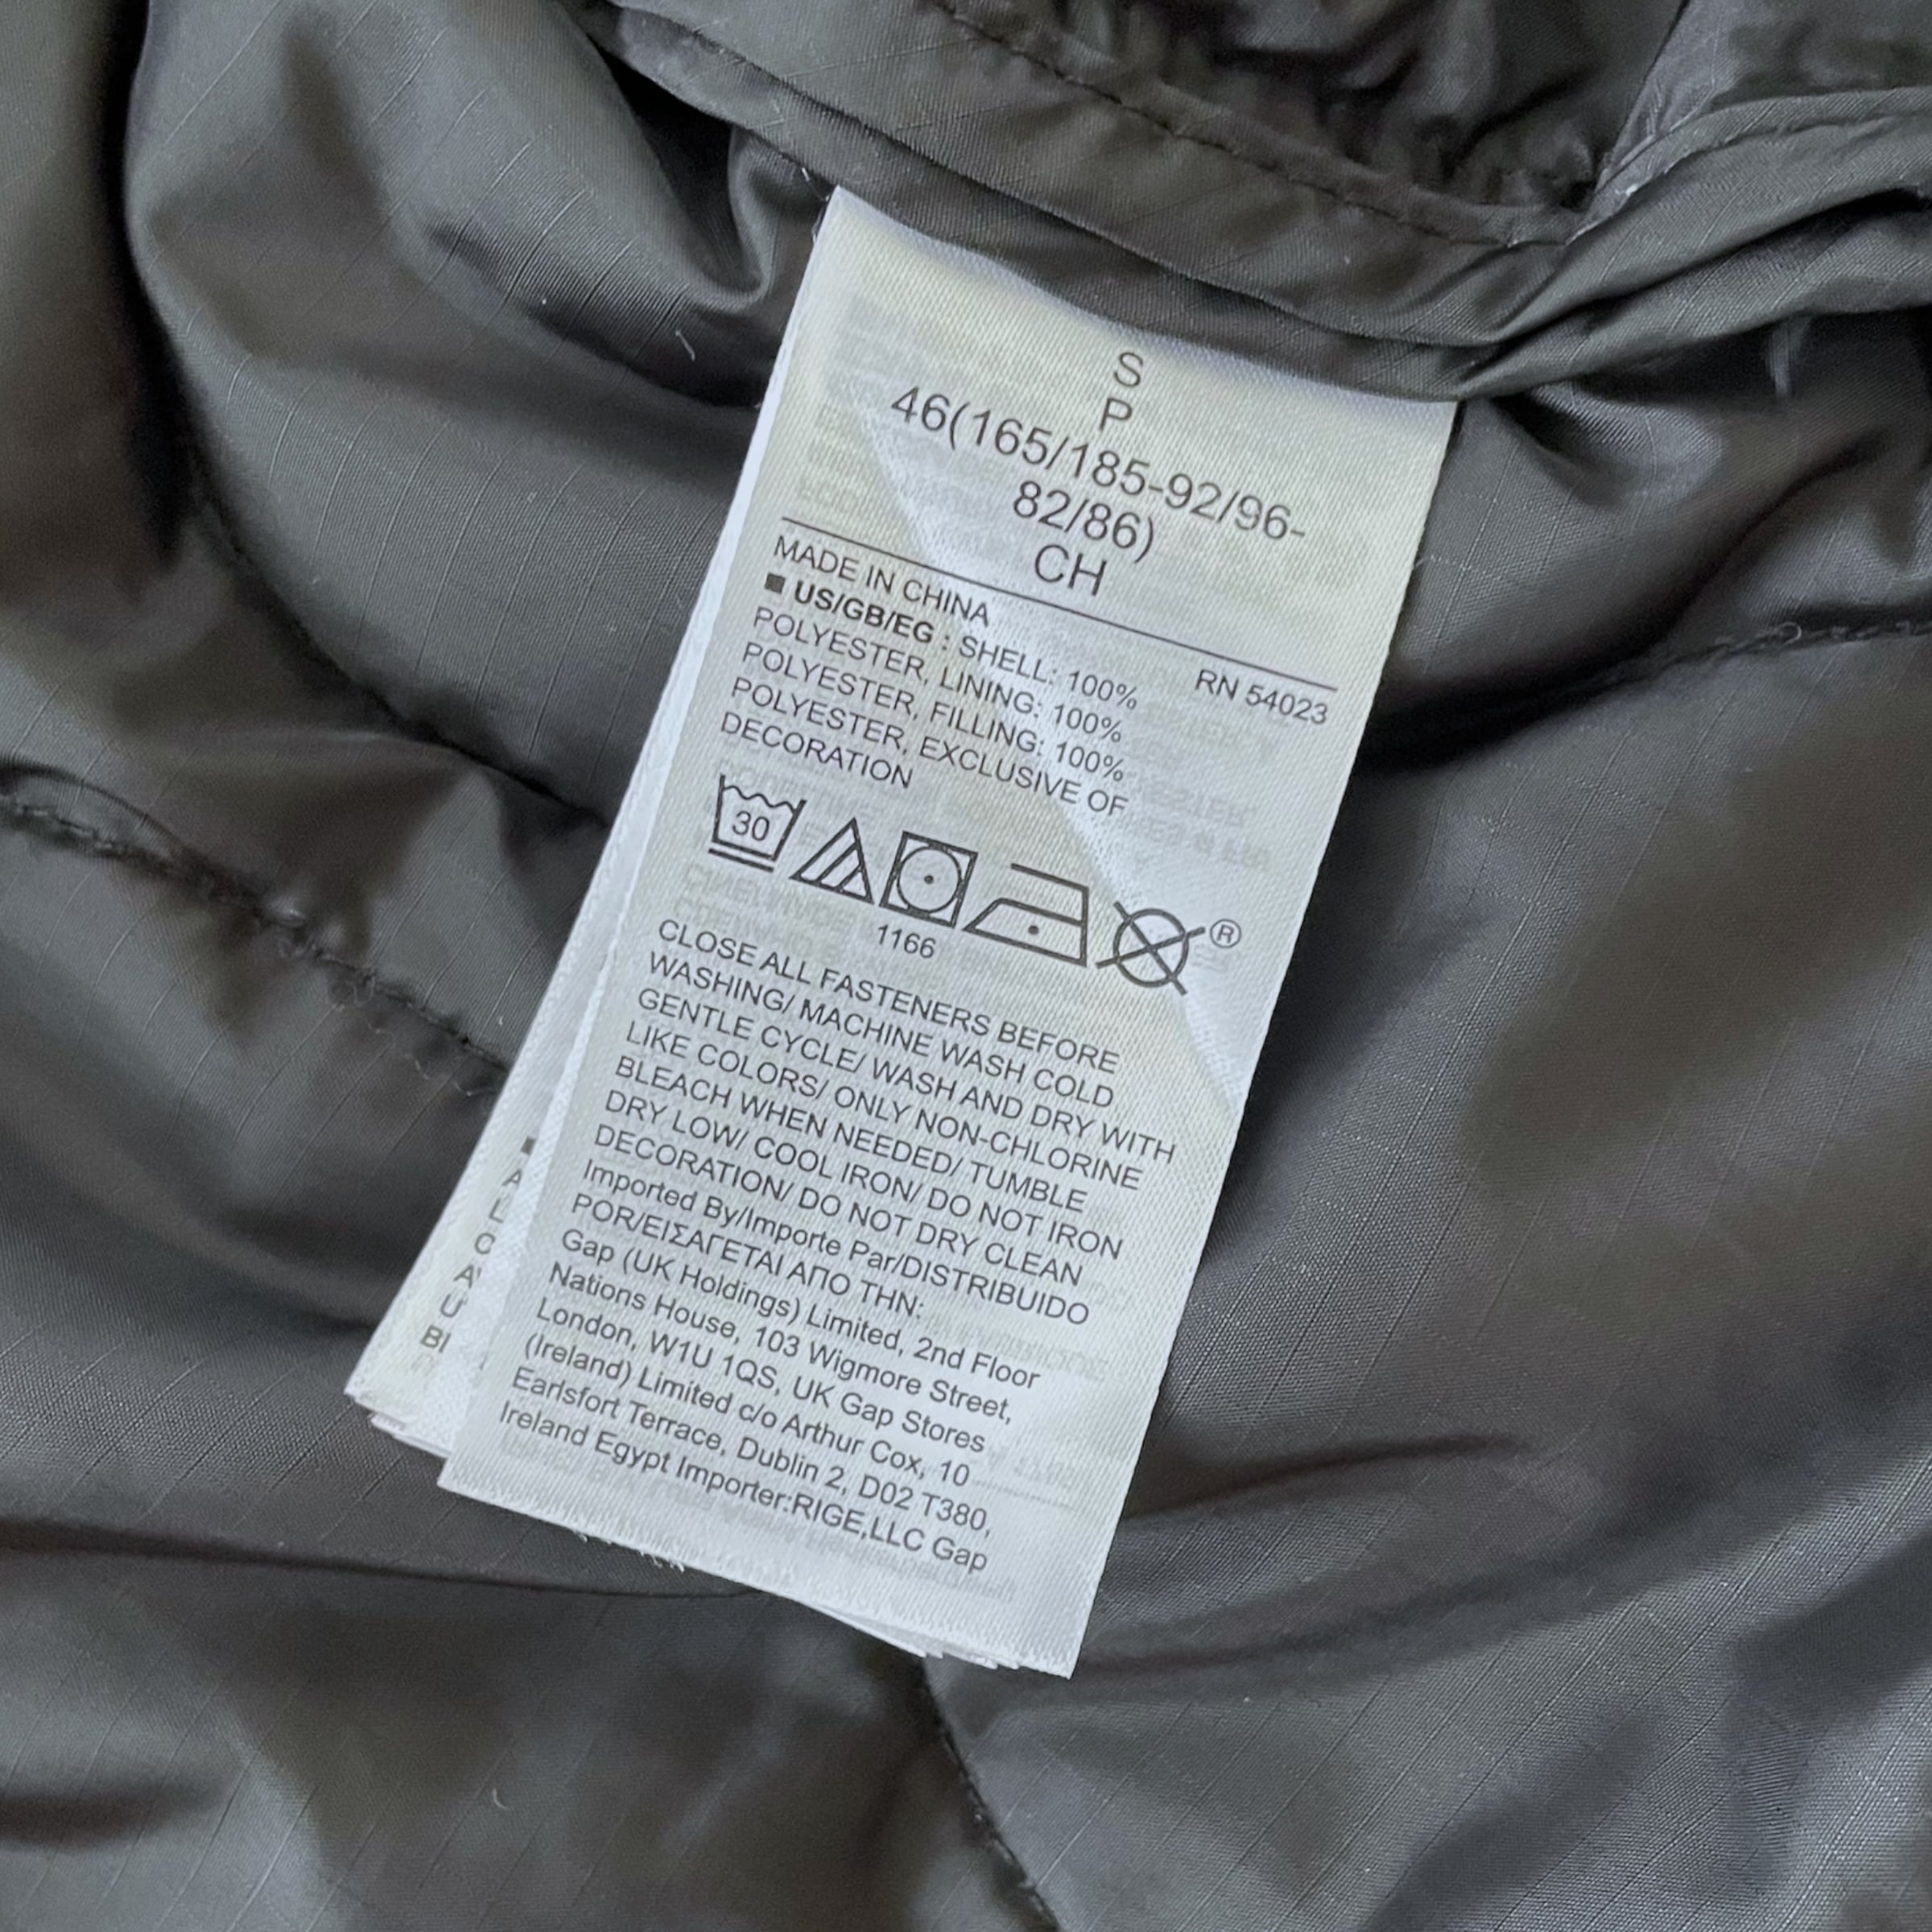 S
P
46(165/185-92/96-
82/86)
CH
MADE IN CHINA
RN 54023
■ US/GB/EG : SHELL: 100%
POLYESTER, LINING: 100%
POLYESTER, FILLING: 100%
POLYESTER, EXCLUSIVE OF
DECORATION
30
®
1166
CLOSE ALL FASTENERS BEFORE
WASHING/ MACHINE WASH COLD
GENTLE CYCLE/ WASH AND DRY WITH
LIKE COLORS/ ONLY NON-CHLORINE
BLEACH WHEN NEEDED/ TUMBLE
DRY LOW/ COOL IRON/ DO NOT IRON
DECORATION/ DO NOT DRY CLEAN
Imported By/Importe Par/DISTRIBUIDO
POR/ΕΙΣΑΓΕΤΑΙ ΑΠΟ ΤΗΝ:
Gap (UK Holdings) Limited, 2nd Floor
Nations House, 103 Wigmore Street,
London, W1U 1QS, UK Gap Stores
(Ireland) Limited c/o Arthur Cox, 10
Earlsfort Terrace, Dublin 2, D02 T380,
Ireland Egypt Importer:RIGE,LLC Gap